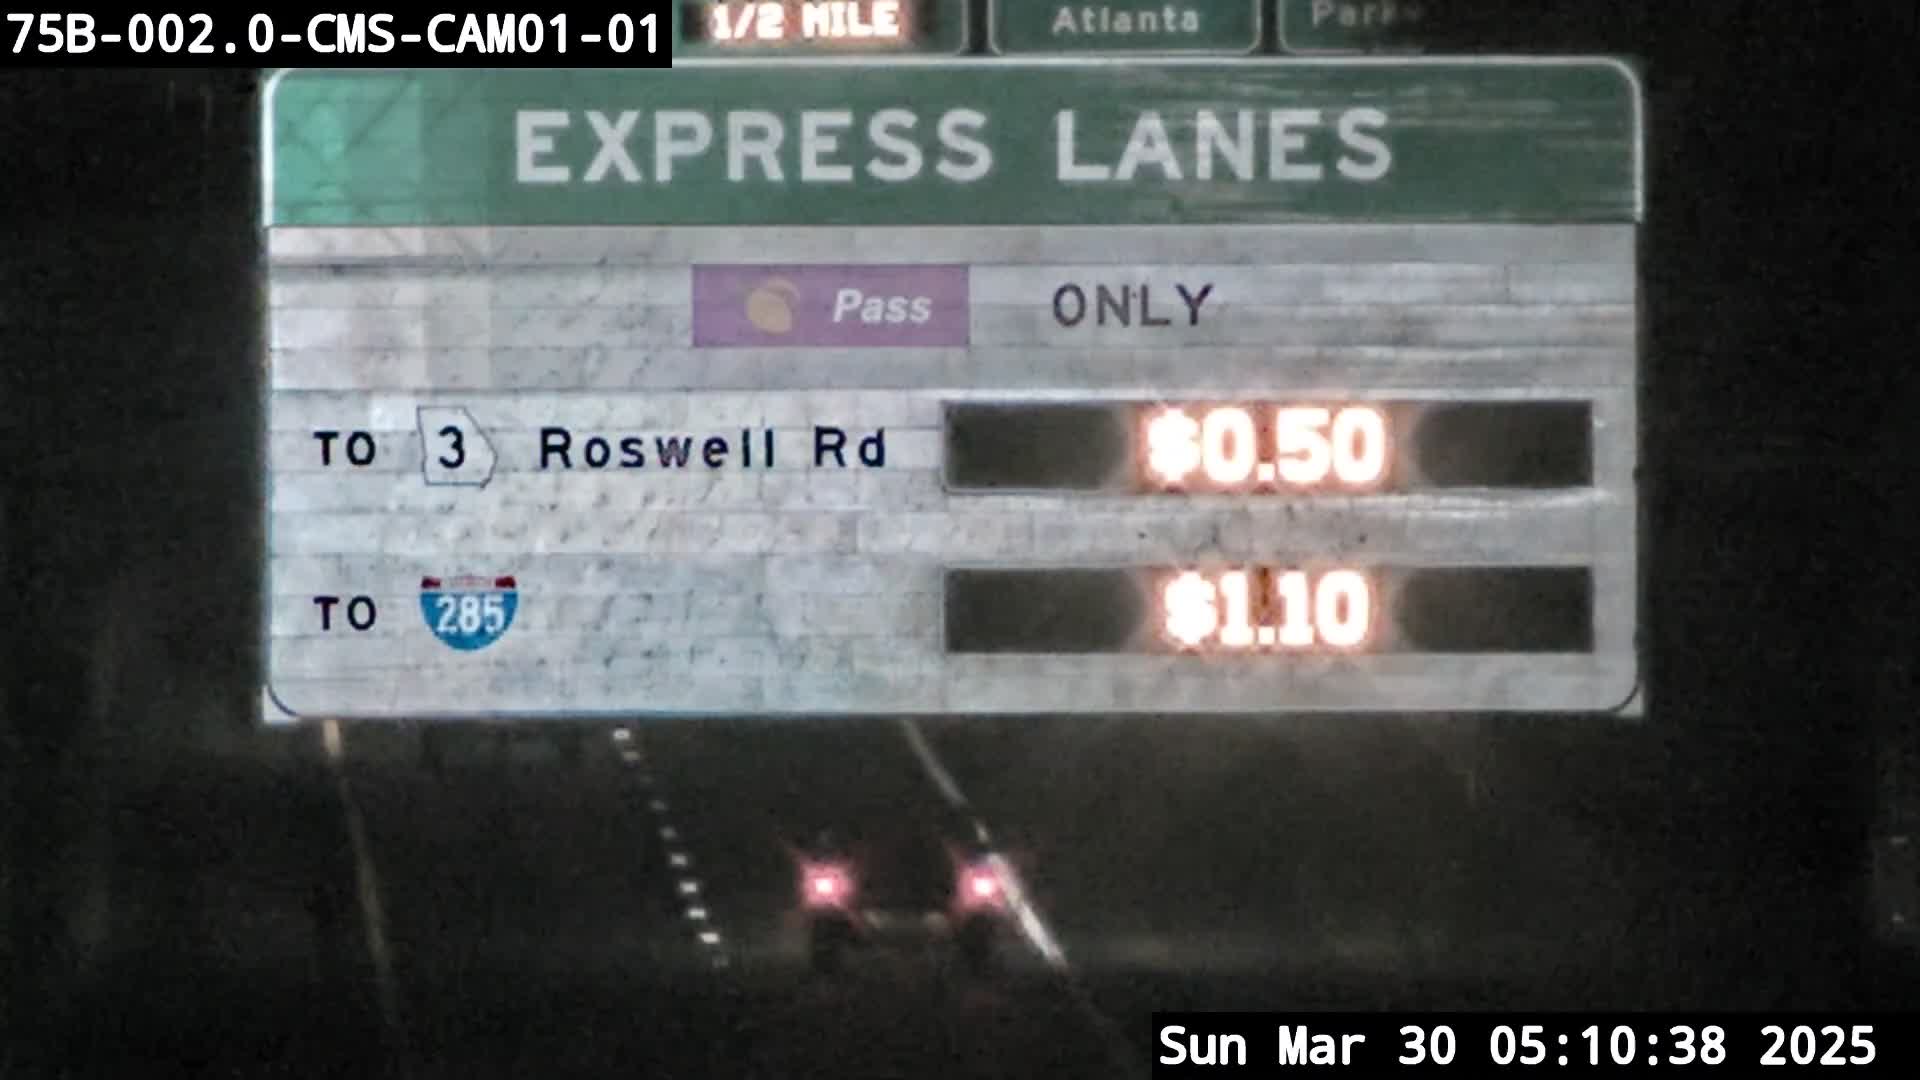 75B-002.0-CMS-CAM01-01
1/2 MILE
Atlanta
EXPRESS LANES
Pass ONLY
TO 3 Roswell Rd $0.50
TO 285 $1.10
Sun Mar 30 05:10:38 2025